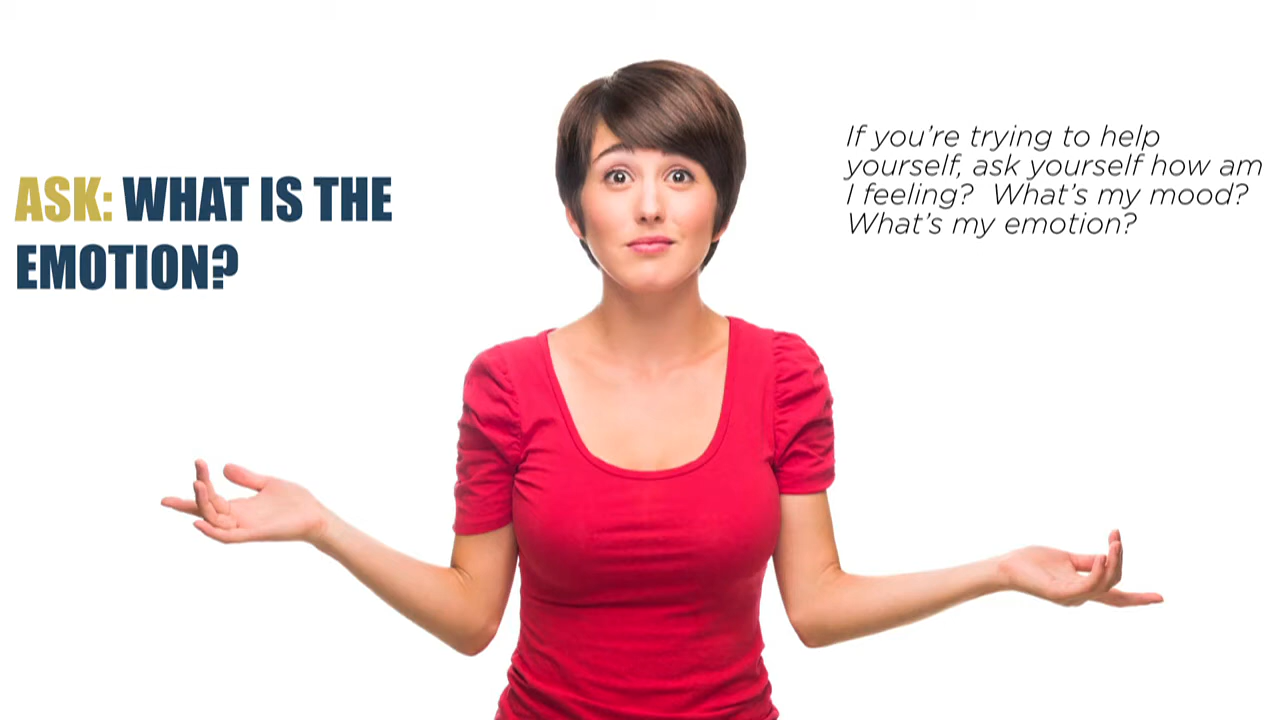 ASK: WHAT IS THE
EMOTION?
If you're trying to help
yourself, ask yourself how am
I feeling?  What's my mood?
What's my emotion?